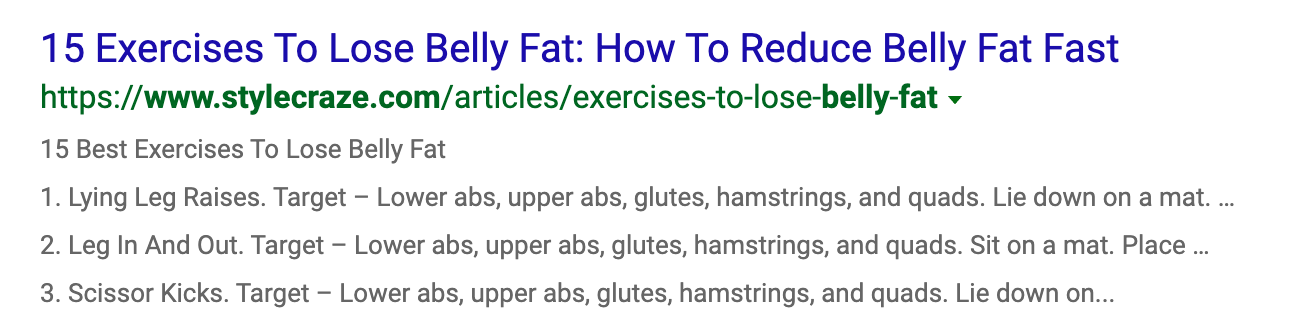 15 Exercises To Lose Belly Fat: How To Reduce Belly Fat Fast
https://www.stylecraze.com/articles/exercises-to-lose-belly-fat
15 Best Exercises To Lose Belly Fat
1. Lying Leg Raises. Target – Lower abs, upper abs, glutes, hamstrings, and quads. Lie down on a mat. ...
2. Leg In And Out. Target – Lower abs, upper abs, glutes, hamstrings, and quads. Sit on a mat. Place ...
3. Scissor Kicks. Target – Lower abs, upper abs, glutes, hamstrings, and quads. Lie down on...